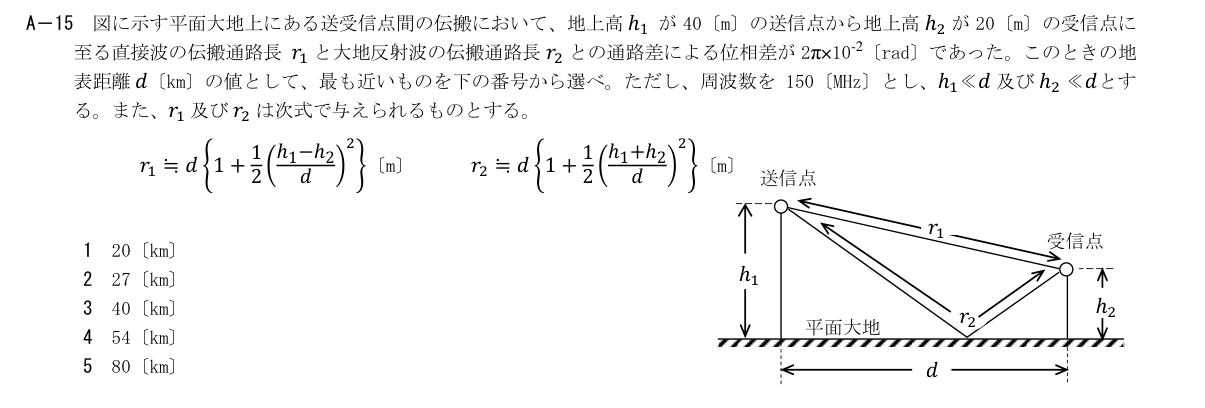 A-15 図に示す平面大地上にある送受信点間の伝搬において、地上高 h₁ が 40〔m〕の送信点から地上高 h₂ が 20〔m〕の受信点に
至る直接波の伝搬通路長 r₁ と大地反射波の伝搬通路長 r₂ との通路差による位相差が 2π×10⁻²〔rad〕であった。このときの地
表距離 d〔km〕の値として、最も近いものを下の番号から選べ。ただし、周波数を 150〔MHz〕とし、h₁≪d 及び h₂ ≪d とす
る。また、r₁ 及び r₂ は次式で与えられるものとする。
r₁ ≒ d{1 + 1/2((h₁−h₂)/d)²}〔m〕 r₂ ≒ d{1 + 1/2((h₁+h₂)/d)²}〔m〕
1 20〔km〕
2 27〔km〕
3 40〔km〕
4 54〔km〕
5 80〔km〕
送信点
r₁
受信点
h₁
h₂
r₂
平面大地
d